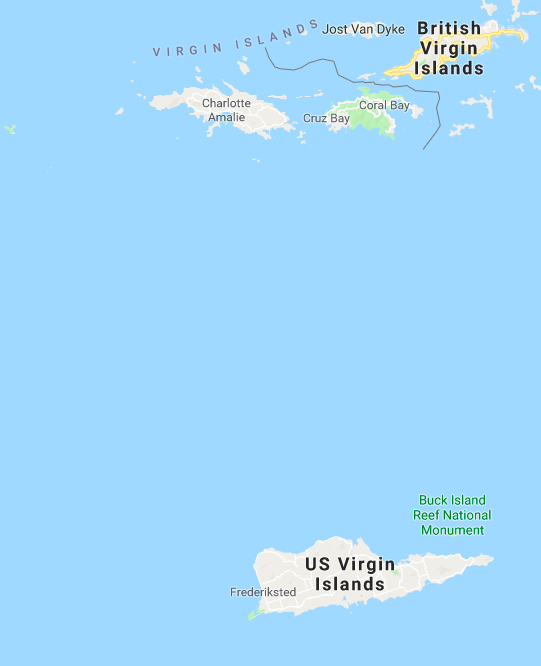 Jost Van Dyke
British
Virgin
Islands
VIRGIN ISLANDS
Charlotte
Amalie
Coral Bay
Cruz Bay
Buck Island
Reef National
Monument
US Virgin
Islands
Frederiksted